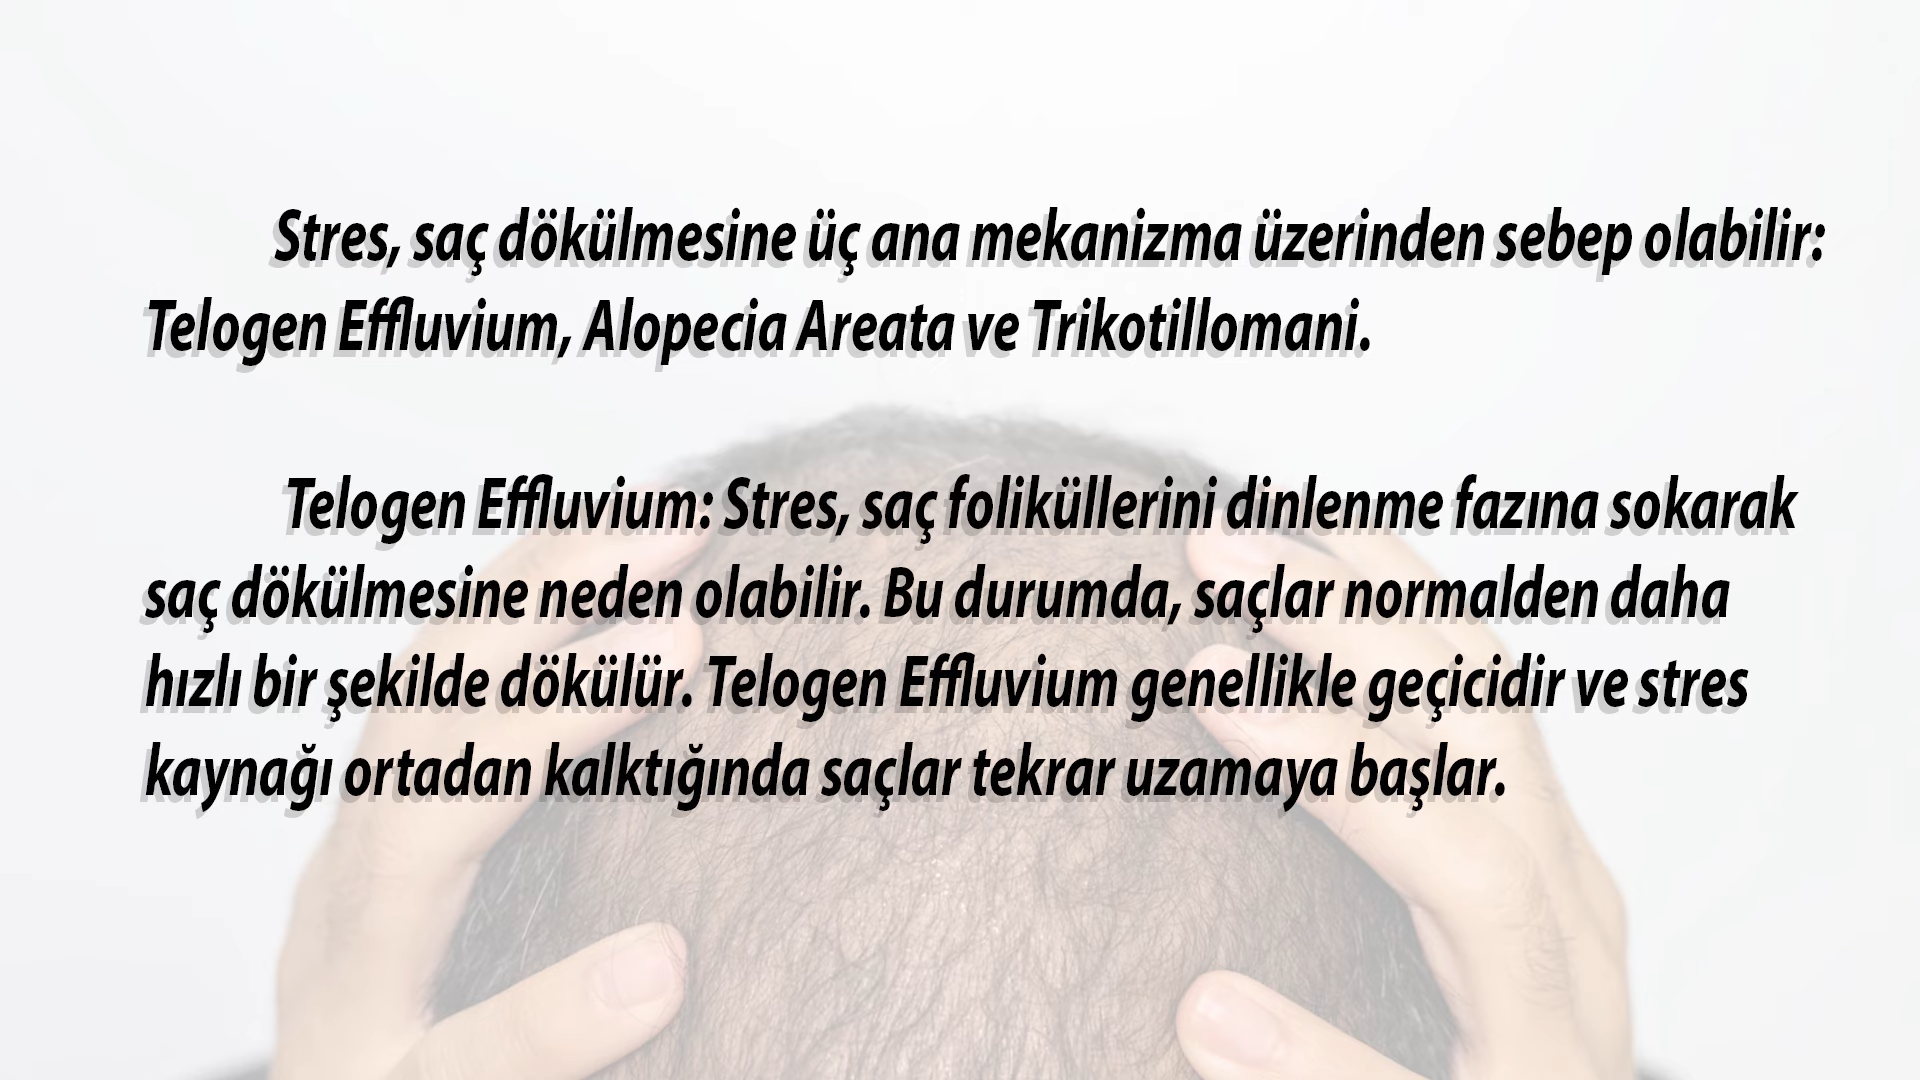 Stres, saç dökülmesine üç ana mekanizma üzerinden sebep olabilir:
Telogen Effluvium, Alopecia Areata ve Trikotillomani.
Telogen Effluvium: Stres, saç foliküllerini dinlenme fazına sokarak
saç dökülmesine neden olabilir. Bu durumda, saçlar normalden daha
hızlı bir şekilde dökülür. Telogen Effluvium genellikle geçicidir ve stres
kaynağı ortadan kalktığında saçlar tekrar uzamaya başlar.